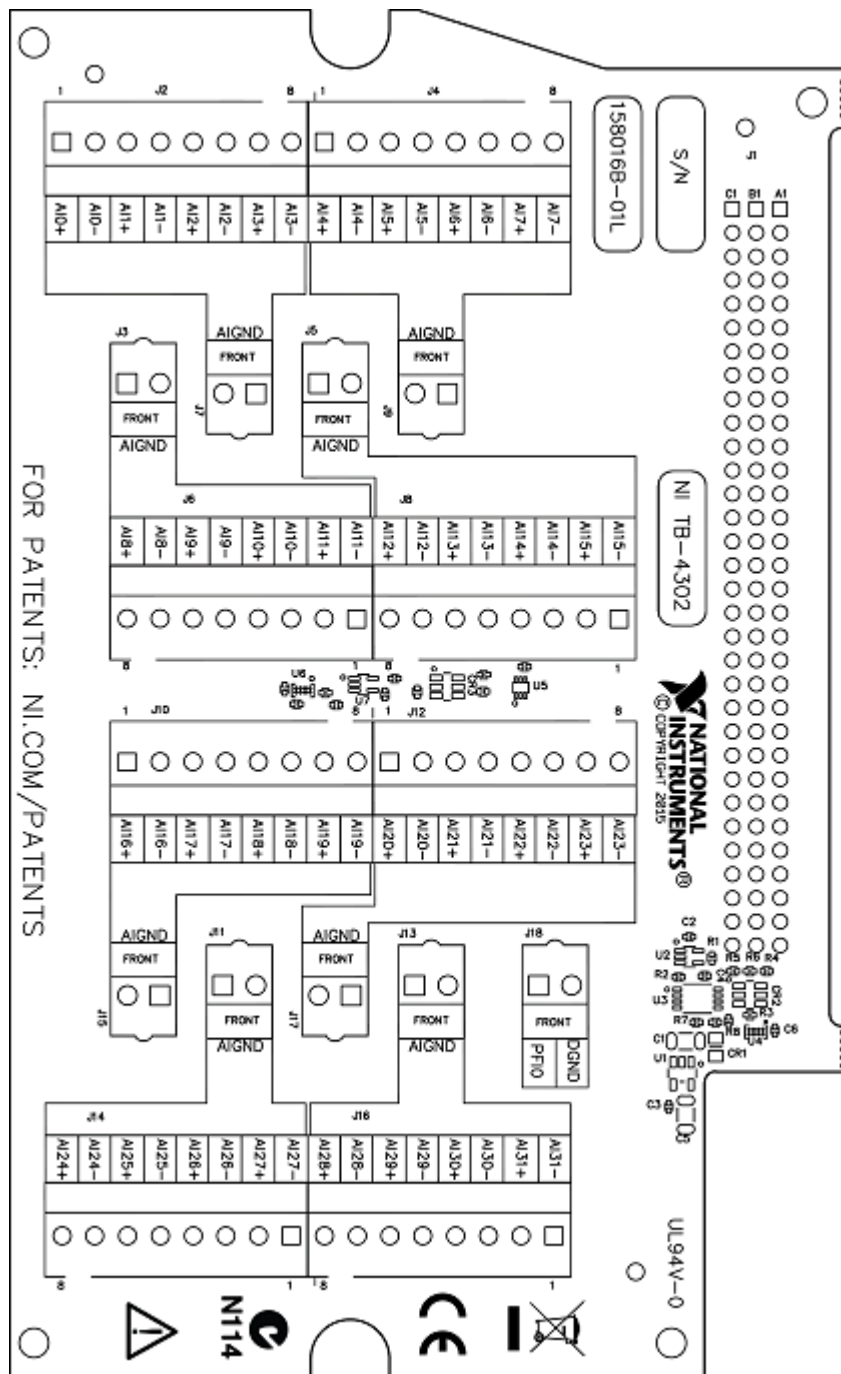 1 J2 8 1 J4 8
AI0+ AI0- AI1+ AI1- AI2+ AI2- AI3+ AI3- AI4+ AI4- AI5+ AI5- AI6+ AI6- AI7+ AI7-
158016B-01L
S/N
J1
C1 B1 A1
J3 AIGND J5 AIGND
FRONT FRONT
J7 J9
FRONT FRONT
AIGND AIGND
J6 J8
AI8+ AI8- AI9+ AI9- AI10+ AI10- AI11+ AI11- AI12+ AI12- AI13+ AI13- AI14+ AI14- AI15+ AI15-
NI TB-4302
8 1 8 1
U6 CR3 U5
1 J10 8 1 J12 8
AI16+ AI16- AI17+ AI17- AI18+ AI18- AI19+ AI19- AI20+ AI20- AI21+ AI21- AI22+ AI22- AI23+ AI23-
NATIONAL
INSTRUMENTS®
© COPYRIGHT 2015
FOR PATENTS: NI.COM/PATENTS
AIGND J11 AIGND J13 J18
FRONT FRONT
J15 FRONT J17 FRONT FRONT
AIGND AIGND PFI0 DGND
C2
U2 R1 R5 R6 R4
R2
U3 CR2
R3
R7 R8 U4 C6
C1
U1 CR1
C3
J14 J16
AI24+ AI24- AI25+ AI25- AI26+ AI26- AI27+ AI27- AI28+ AI28- AI29+ AI29- AI30+ AI30- AI31+ AI31-
8 1 8 1
UL94V-0
N114
CE